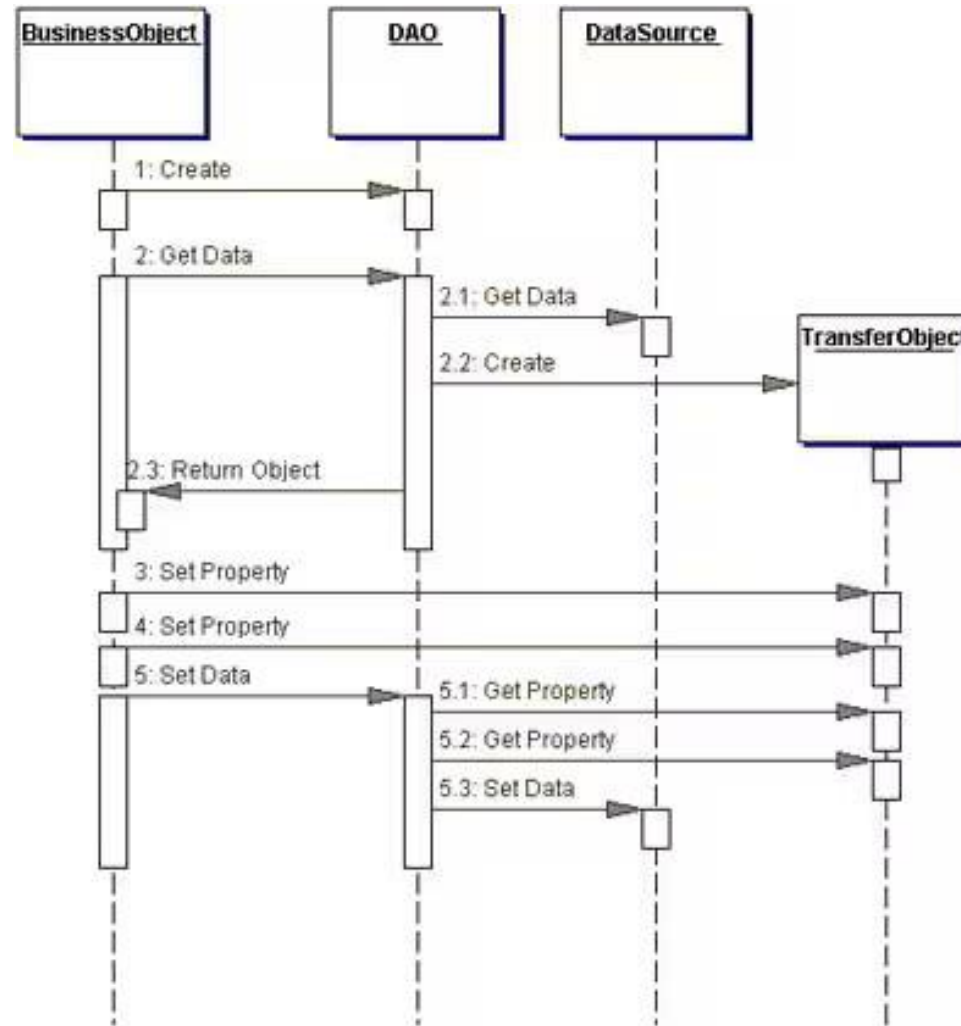 BusinessObject
DAO
DataSource
1: Create
2: Get Data
2.1: Get Data
TransferObject
2.2: Create
2.3: Return Object
3: Set Property
4: Set Property
5: Set Data
5.1: Get Property
5.2: Get Property
5.3: Set Data